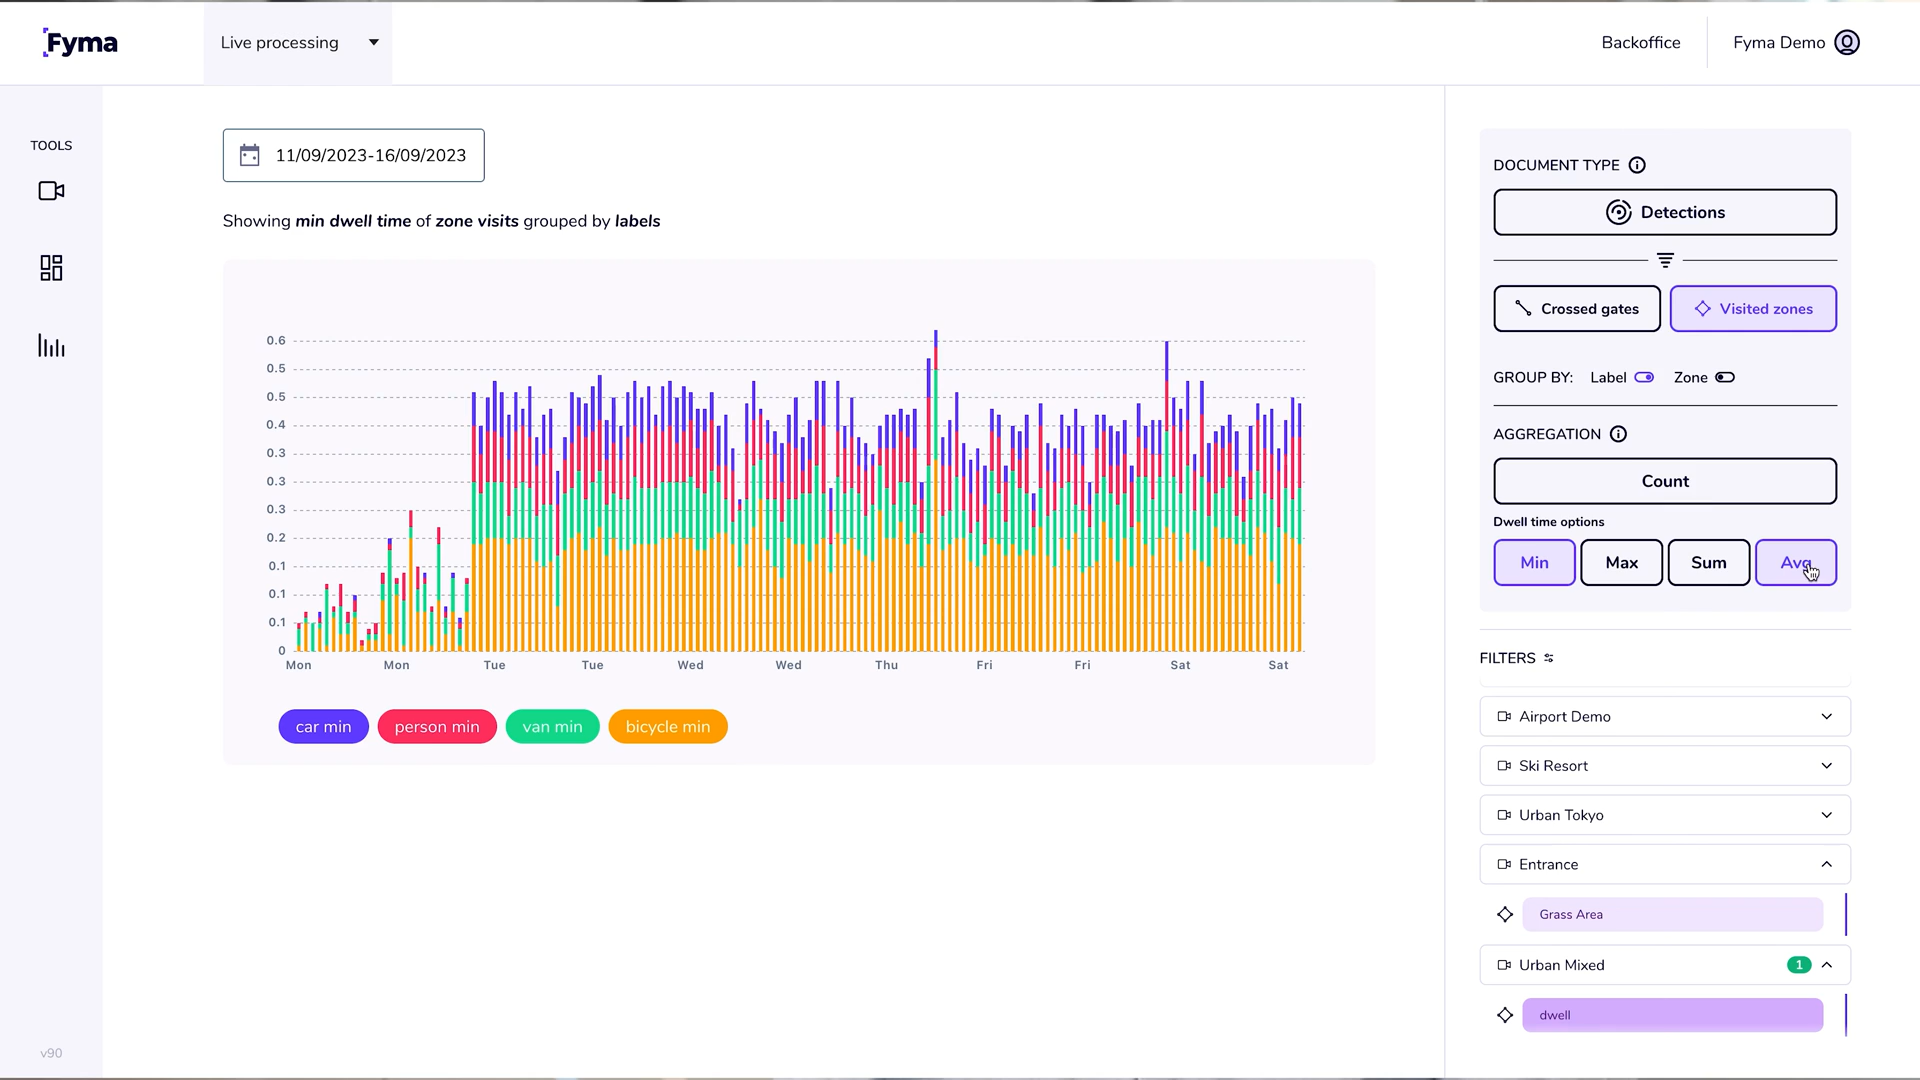 Fyma
Live processing
Backoffice
Fyma Demo
TOOLS
11/09/2023-16/09/2023
Showing min dwell time of zone visits grouped by labels
0.6
0.5
0.5
0.4
0.3
0.3
0.3
0.2
0.1
0.1
0.1
0
Mon Mon Tue Tue Wed Wed Thu Fri Fri Sat Sat
car min person min van min bicycle min
DOCUMENT TYPE
Detections
Crossed gates Visited zones
GROUP BY: Label Zone
AGGREGATION
Count
Dwell time options
Min Max Sum Avg
FILTERS
Airport Demo
Ski Resort
Urban Tokyo
Entrance
Grass Area
Urban Mixed 1
dwell
v90